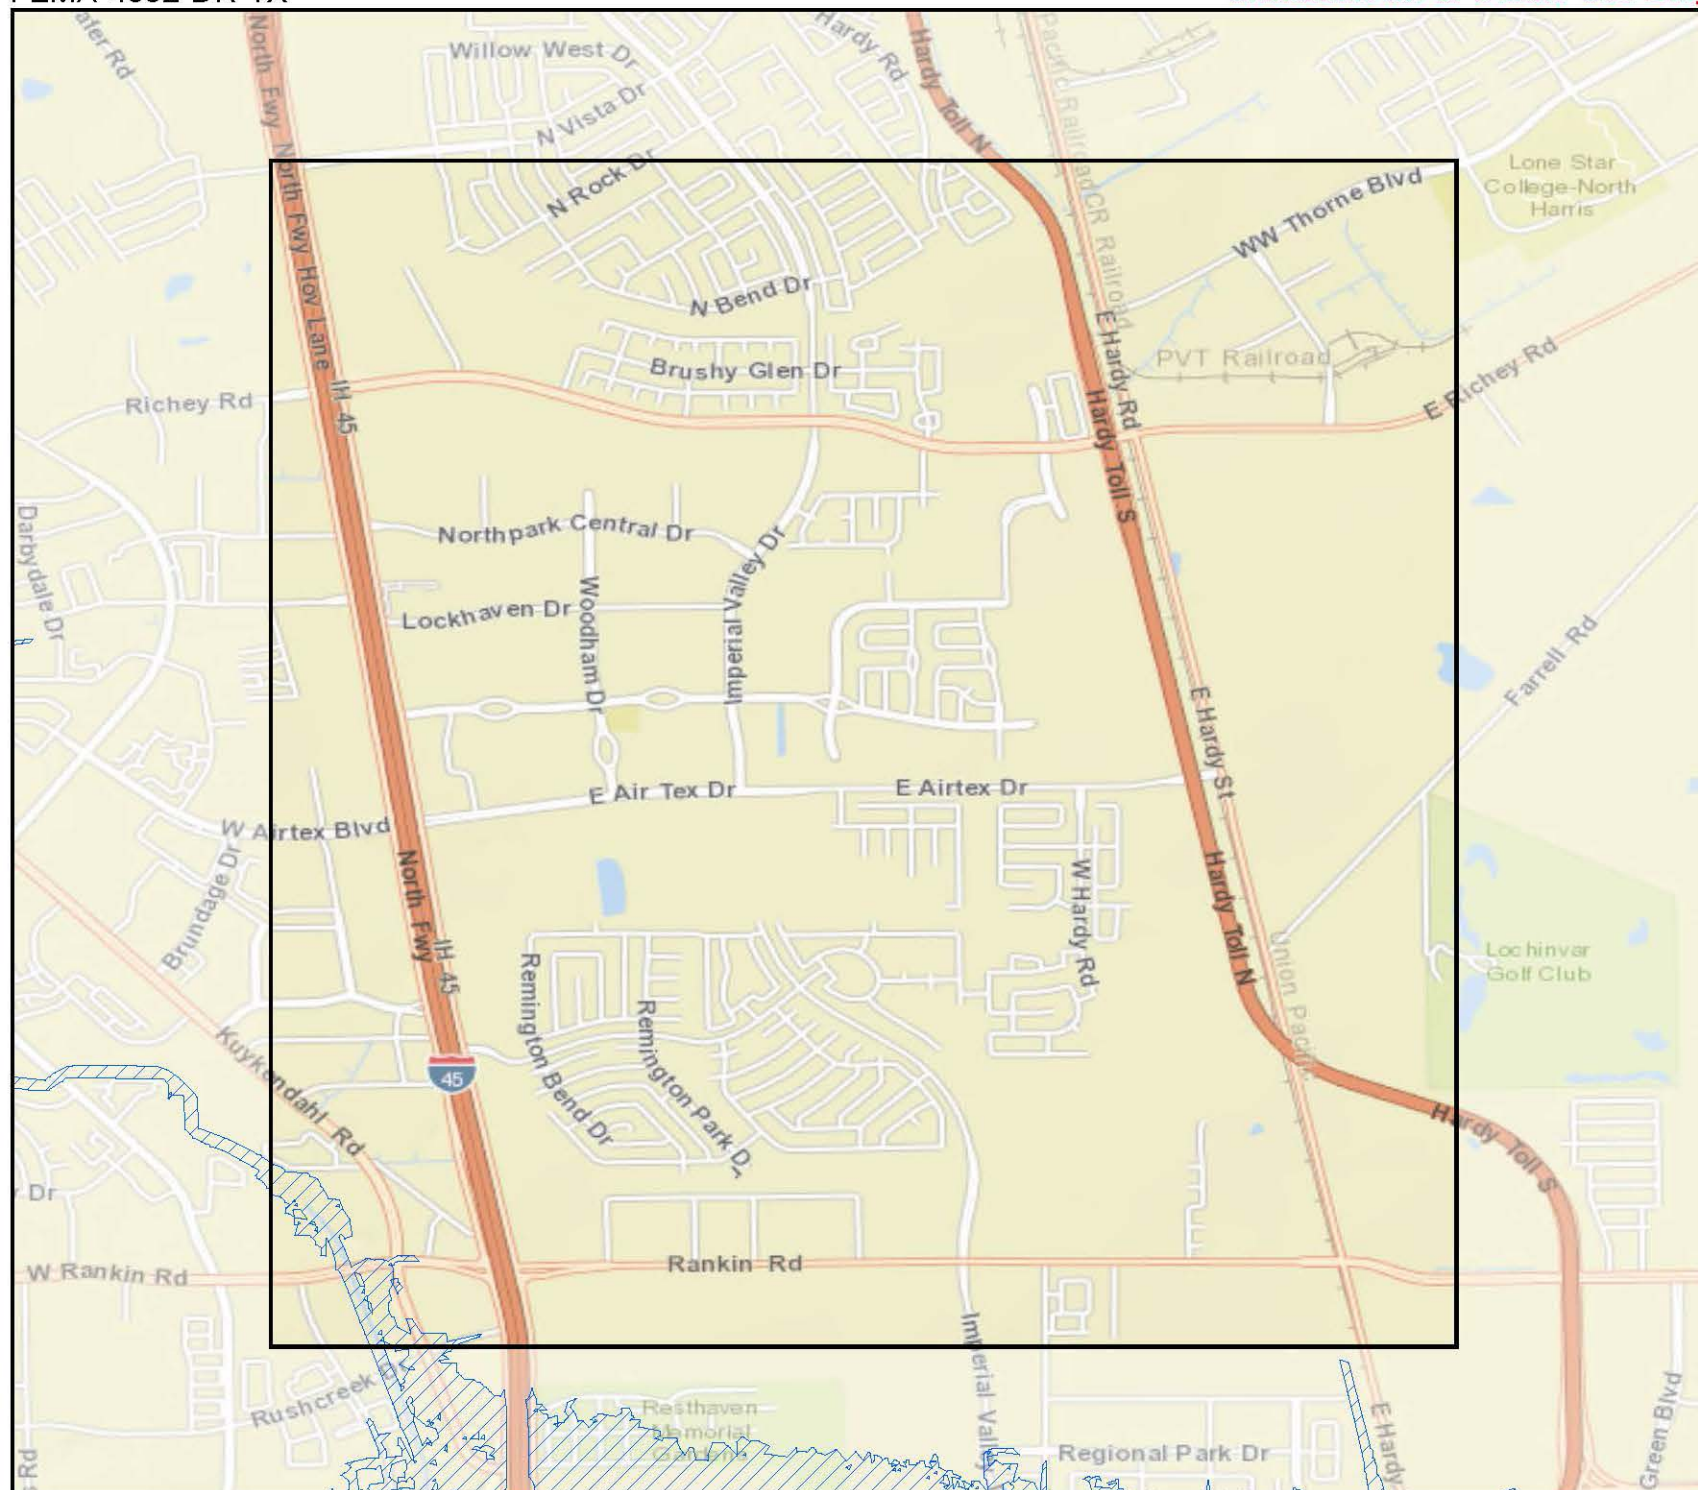 afer Rd
North Fwy
Willow West Dr
Hardy Rd
Hardy Toll N
Pacific Railroad
N Vista Dr
N Rock Dr
North Fwy Hov Lane
CR Railroad
WW Thorne Blvd
Lone Star
College-North
Harris
N Bend Dr
E Hardy Rd
Brushy Glen Dr
PVT Railroad
E Richey Rd
Richey Rd
IH 45
Hardy Toll S
Darbydale Dr
Northpark Central Dr
Imperial Valley Dr
Lockhaven Dr
Woodham Dr
Farrell Rd
E Hardy St
E Air Tex Dr
E Airtex Dr
W Airtex Blvd
Brundage Dr
North Fwy
IH 45
W Hardy Rd
Hardy Toll N
Union Pacific
Lochinvar
Golf Club
Remington Bend Dr
Remington Park D
Kuykendahl Rd
45
Hardy Toll S
Dr
W Rankin Rd
Rankin Rd
Rushcreek Dr
Imperial Valley
Resthaven
Memorial
Gardens
Regional Park Dr
E Hardy
Green Blvd
Rd